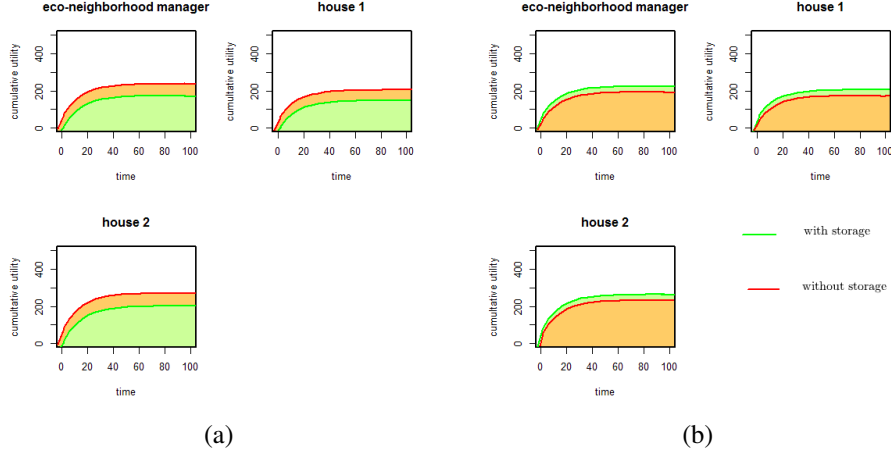 eco-neighborhood manager
cumulative utility
400
200
0
0 20 40 60 80 100
time
house 1
cumulative utility
400
200
0
0 20 40 60 80 100
time
house 2
cumulative utility
400
200
0
0 20 40 60 80 100
time
(a)
eco-neighborhood manager
cumulative utility
400
200
0
0 20 40 60 80 100
time
house 1
cumulative utility
400
200
0
0 20 40 60 80 100
time
house 2
cumultative utility
400
200
0
0 20 40 60 80 100
time
with storage
without storage
(b)